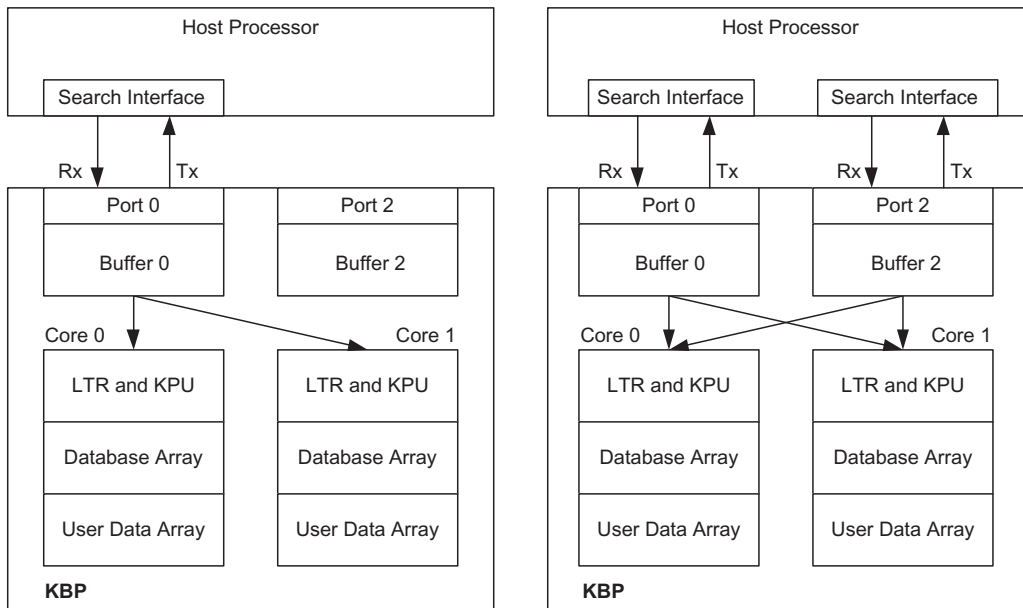 Host Processor
Search Interface
Rx
Tx
Port 0
Port 2
Buffer 0
Buffer 2
Core 0
Core 1
LTR and KPU
LTR and KPU
Database Array
Database Array
User Data Array
User Data Array
KBP
Host Processor
Search Interface
Search Interface
Rx
Tx
Rx
Tx
Port 0
Port 2
Buffer 0
Buffer 2
Core 0
Core 1
LTR and KPU
LTR and KPU
Database Array
Database Array
User Data Array
User Data Array
KBP